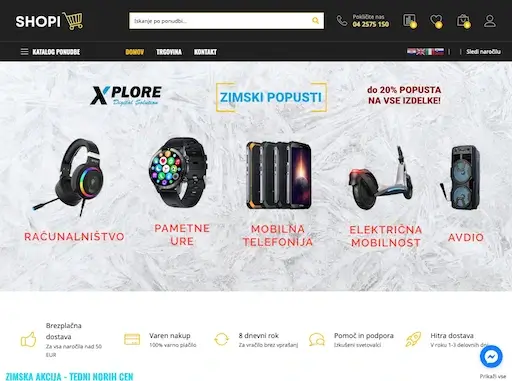 SHOPI
Iskanje po ponudbi...
Pokličite nas
04 2575 150
KATALOG PONUDBE
DOMOV
TRGOVINA
KONTAKT
Sledi naročilu
XPLORE
Digital Solution
ZIMSKI POPUSTI
do 20% POPUSTA
NA VSE IZDELKE!
RAČUNALNIŠTVO
PAMETNE
URE
MOBILNA
TELEFONIJA
ELEKTRIČNA
MOBILNOST
AVDIO
Brezplačna
dostava
Za vsa naročila nad 50
EUR
Varen nakup
100% varno plačilo
8 dnevni rok
Za vračilo brez vprašanj
Pomoč in podpora
Izkušeni svetovalci
Hitra dostava
V roku 1-3 delovnih dni
ZIMSKA AKCIJA - TEDNI NORIH CEN
Prikaži vse